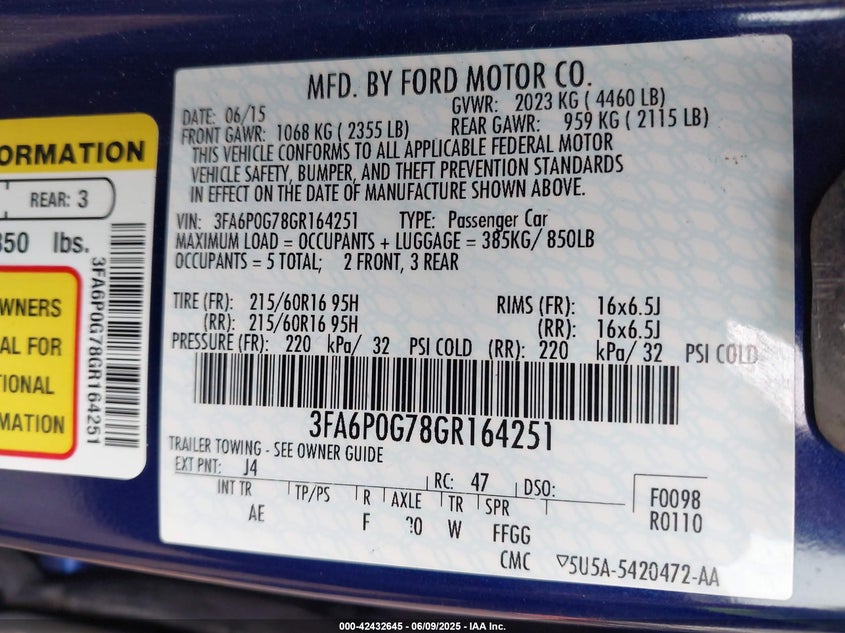 MFD. BY FORD MOTOR CO.
DATE: 06/15 GVWR: 2023 KG ( 4460 LB)
FRONT GAWR: 1068 KG ( 2355 LB) REAR GAWR: 959 KG ( 2115 LB)
THIS VEHICLE CONFORMS TO ALL APPLICABLE FEDERAL MOTOR
VEHICLE SAFETY, BUMPER, AND THEFT PREVENTION STANDARDS
IN EFFECT ON THE DATE OF MANUFACTURE SHOWN ABOVE.
VIN: 3FA6P0G78GR164251 TYPE: Passenger Car
MAXIMUM LOAD = OCCUPANTS + LUGGAGE = 385KG/ 850LB
OCCUPANTS = 5 TOTAL; 2 FRONT, 3 REAR
TIRE (FR): 215/60R16 95H RIMS (FR): 16x6.5J
(RR): 215/60R16 95H (RR): 16x6.5J
PRESSURE (FR): 220 kPa/ 32 PSI COLD (RR): 220 kPa/ 32 PSI COLD
3FA6P0G78GR164251
TRAILER TOWING - SEE OWNER GUIDE
EXT PNT: J4 RC: 47 DSO:
INT TR TP/PS R AXLE TR SPR
AE F 20 W FFGG
F0098
R0110
CMC ▽5U5A-5420472-AA
ORMATION
REAR: 3
850 lbs.
WNERS
AL FOR
TIONAL
RMATION
3FA6P0G78GR164251
000-42432645 - 06/09/2025 - IAA Inc.